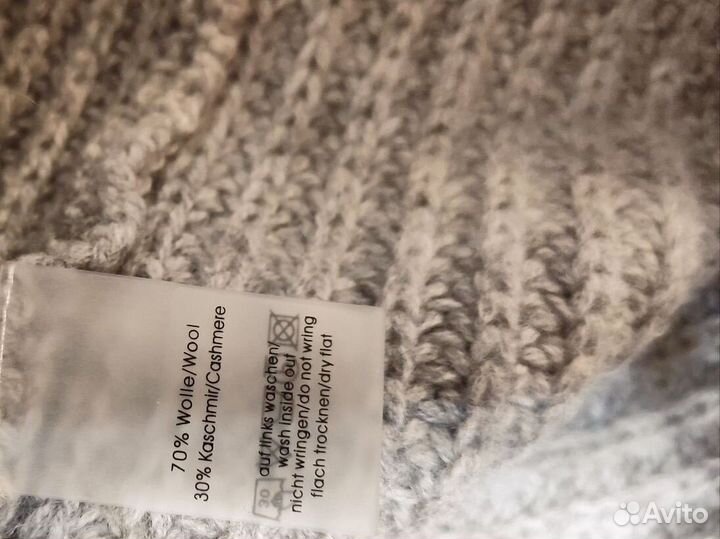 70% Wolle/Wool
30% Kaschmir/Cashmere
30
auf links waschen/
wash inside out
nicht wringen/do not wring
flach trocknen/dry flat
Avito